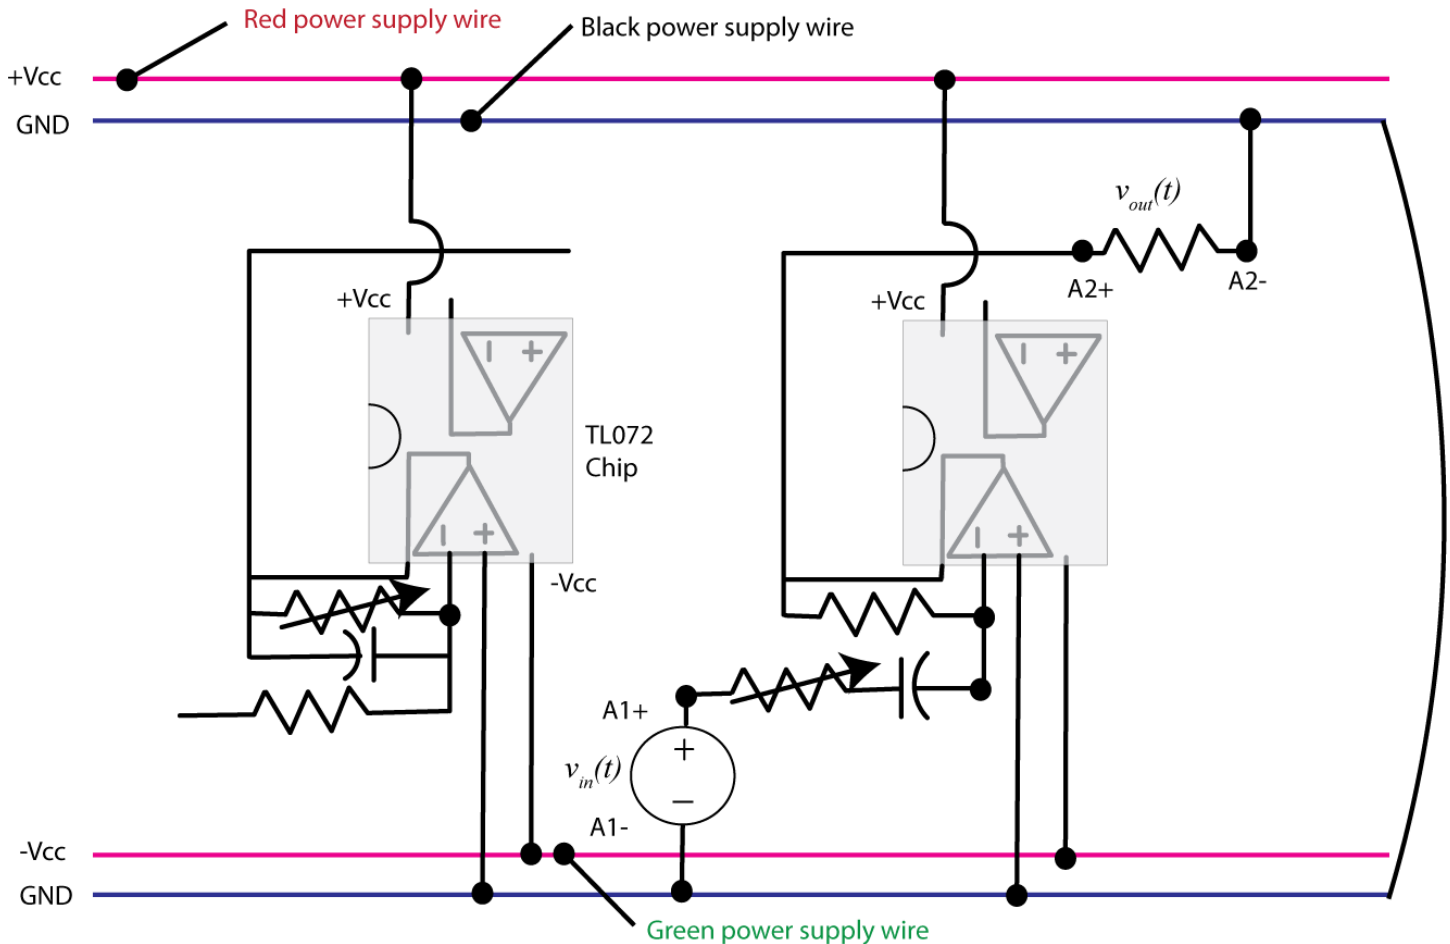 Red power supply wire
Black power supply wire
+Vcc
GND
v_out(t)
A2+
A2-
+Vcc
+Vcc
- +
- +
TL072
Chip
- +
- +
-Vcc
A1+
+
v_in(t)
−
A1-
-Vcc
GND
Green power supply wire